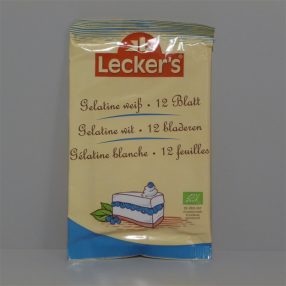 Lecker's
Gelatine weiß • 12 Blatt
Gelatine wit • 12 bladeren
Gélatine blanche • 12 feuilles